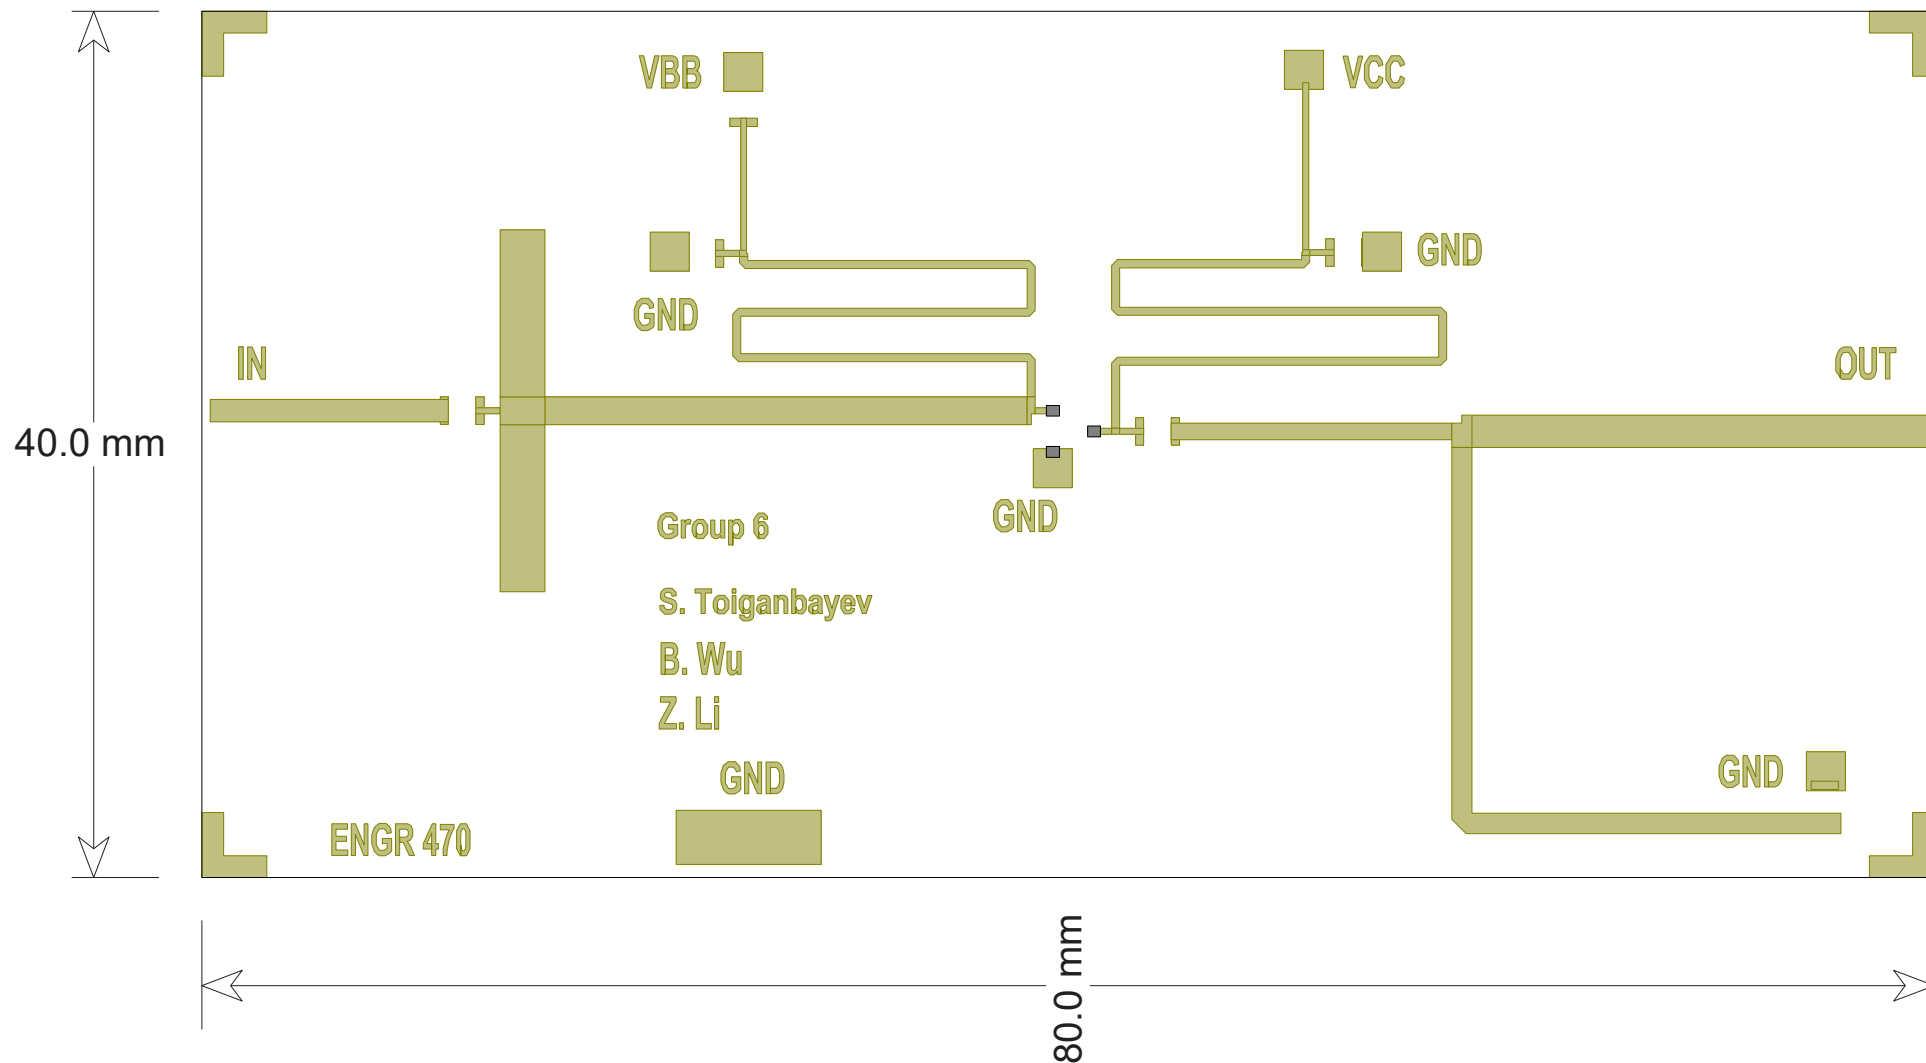 VBB
VCC
GND
GND
IN
OUT
40.0 mm
GND
Group 6
S. Toiganbayev
B. Wu
Z. Li
GND
GND
ENGR 470
80.0 mm